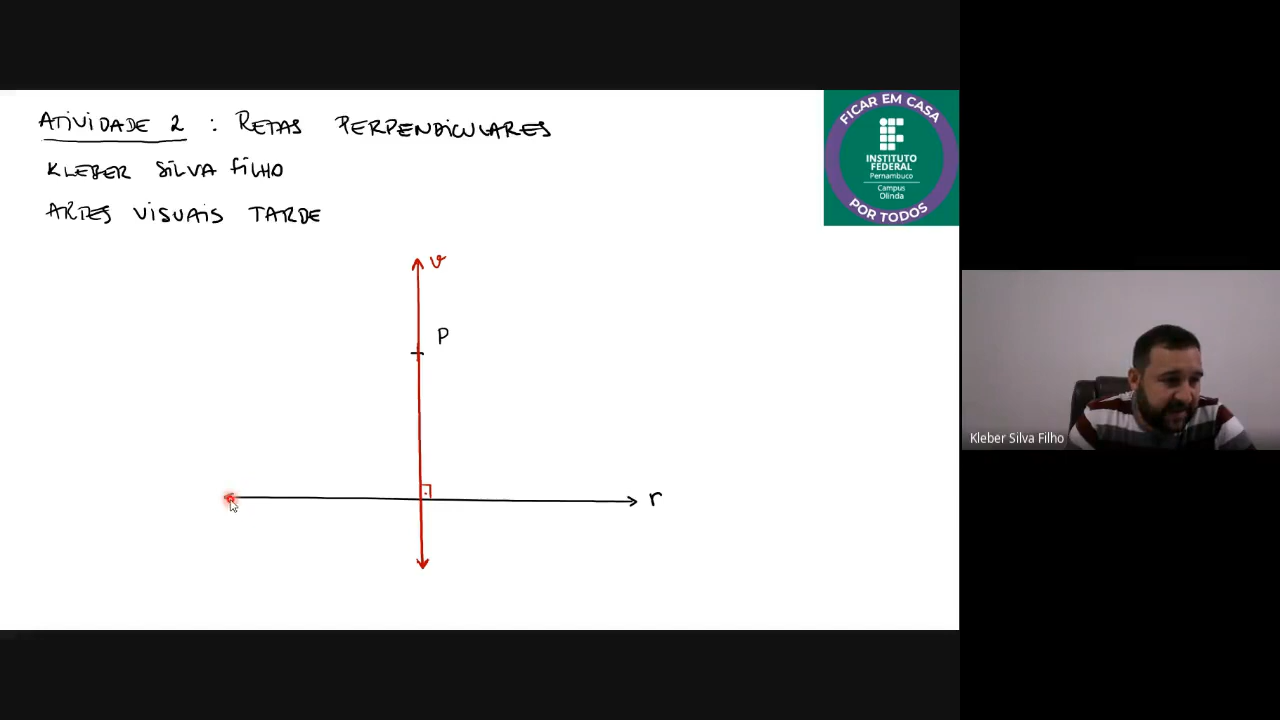 ATIVIDADE 2 : RETAS PERPENDICULARES
KLEBER SILVA FILHO
ARTES VISUAIS TARDE
FICAR EM CASA
INSTITUTO
FEDERAL
Pernambuco
Campus
Olinda
POR TODOS
v
P
r
Kleber Silva Filho